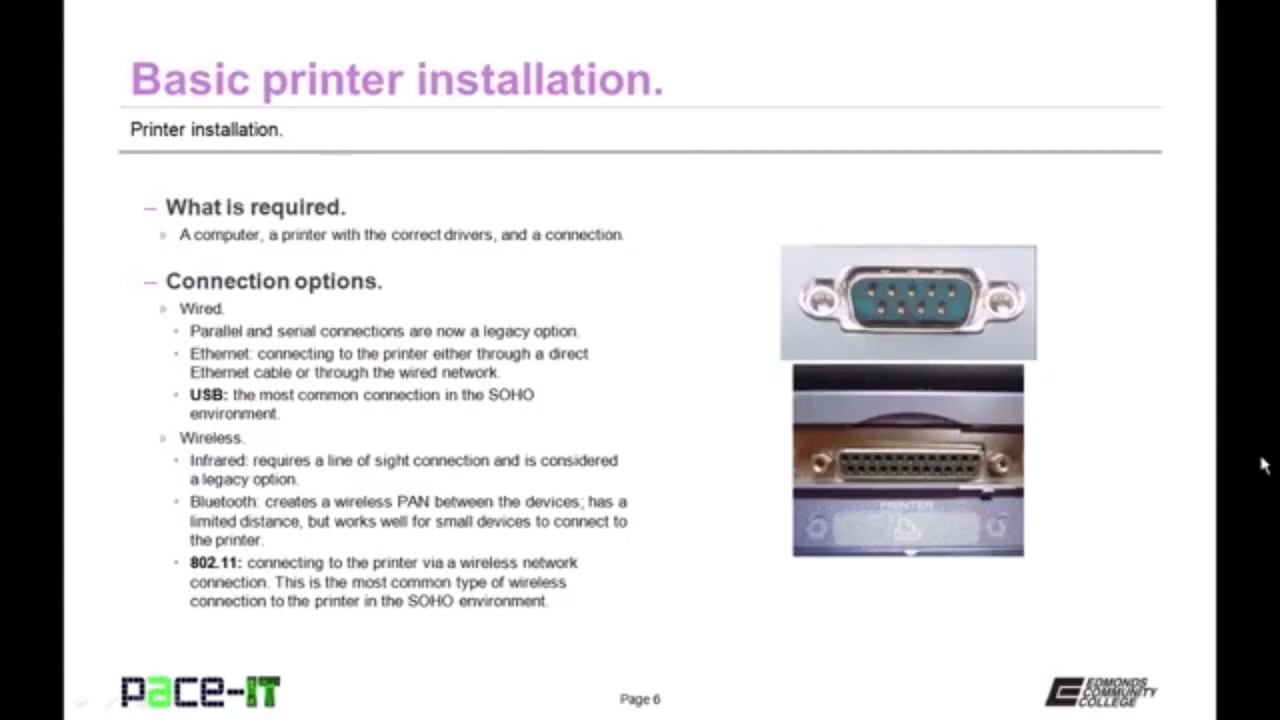 Basic printer installation.
Printer installation.
– What is required.
» A computer, a printer with the correct drivers, and a connection.
– Connection options.
» Wired.
• Parallel and serial connections are now a legacy option.
• Ethernet: connecting to the printer either through a direct
Ethernet cable or through the wired network.
• USB: the most common connection in the SOHO
environment.
» Wireless.
• Infrared: requires a line of sight connection and is considered
a legacy option.
• Bluetooth: creates a wireless PAN between the devices; has a
limited distance, but works well for small devices to connect to
the printer.
• 802.11: connecting to the printer via a wireless network
connection. This is the most common type of wireless
connection to the printer in the SOHO environment.
PRINTER
pace-IT
Page 6
EDMONDS
COMMUNITY
COLLEGE